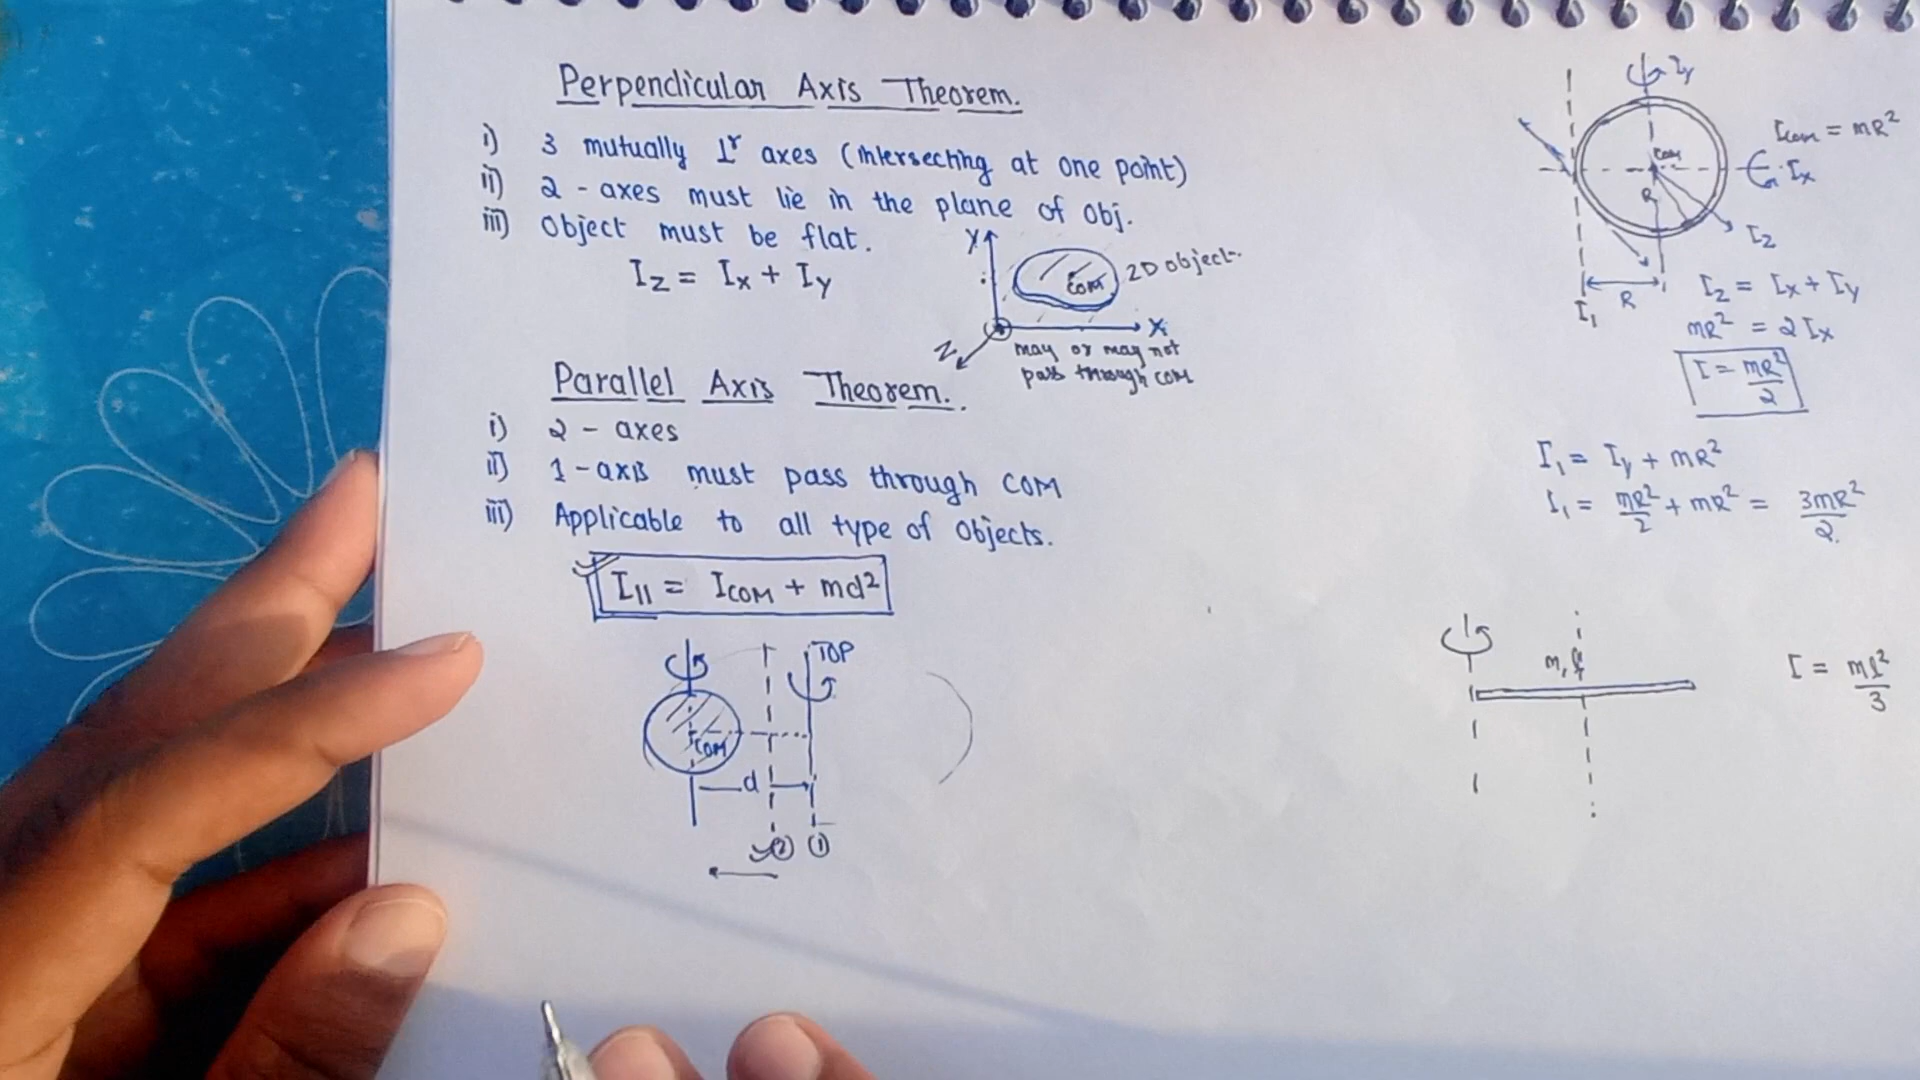 Perpendicular Axis Theorem.
i) 3 mutually ⊥r axes (intersecting at one point)
ii) 2 - axes must lie in the plane of Obj.
iii) Object must be flat.
Iz = Ix + Iy
Y
COM
2D object
X
Z
may or may not
pass through COM
Parallel Axis Theorem.
i) 2 - axes
ii) 1 - axis must pass through COM
iii) Applicable to all type of Objects.
I|| = ICOM + md²
TOP
COM
d
② ①
Iy
Icom = mR²
COM
Ix
R
Iz
R
I₁
Iz = Ix + Iy
mR² = 2Ix
I = mR²/2
I₁ = Iy + mR²
I₁ = mR²/2 + mR² = 3mR²/2
m, l
I = ml²/3